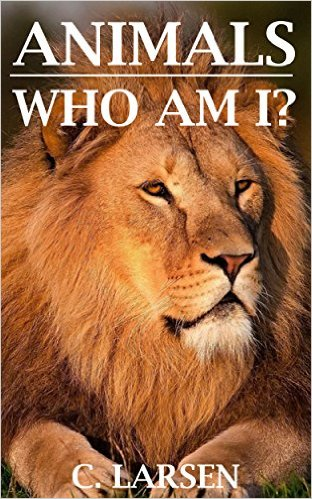 ANIMALS
WHO AM I?
C. LARSEN